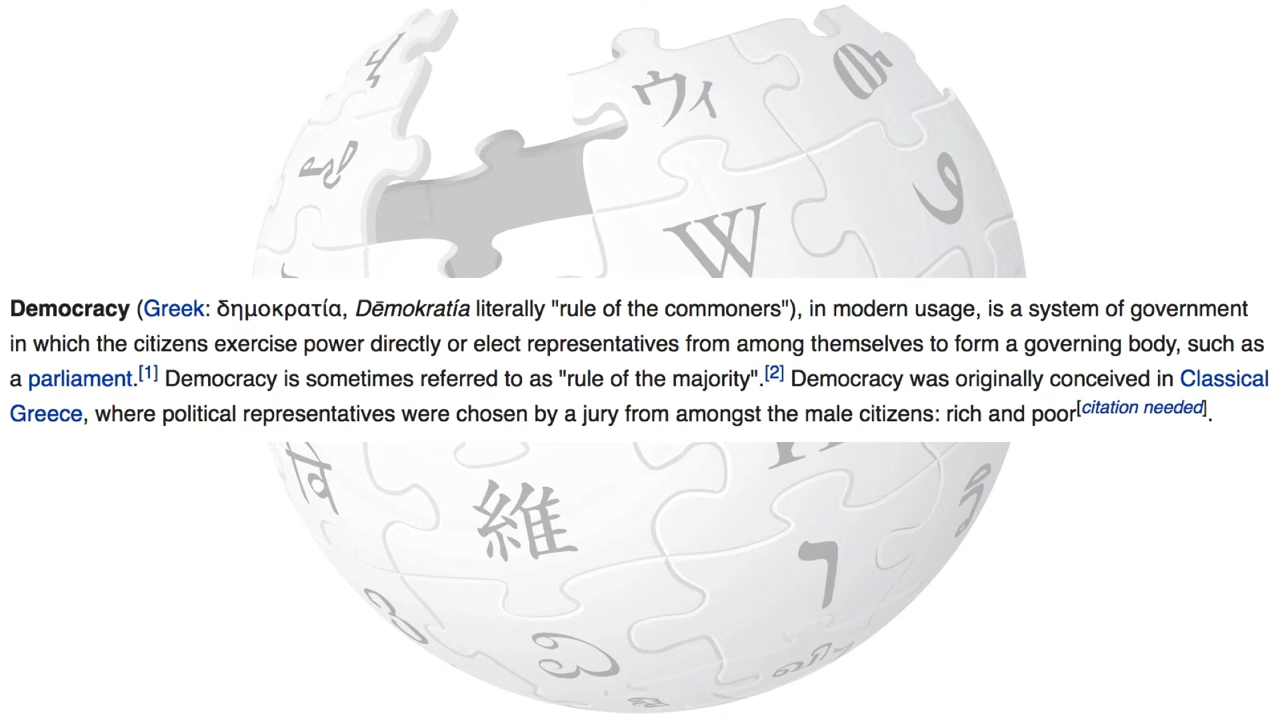 ウィ
W
Democracy (Greek: δημοκρατία, Dēmokratía literally "rule of the commoners"), in modern usage, is a system of government
in which the citizens exercise power directly or elect representatives from among themselves to form a governing body, such as
a parliament.[1] Democracy is sometimes referred to as "rule of the majority".[2] Democracy was originally conceived in Classical
Greece, where political representatives were chosen by a jury from amongst the male citizens: rich and poor[citation needed].
वि
維
ר